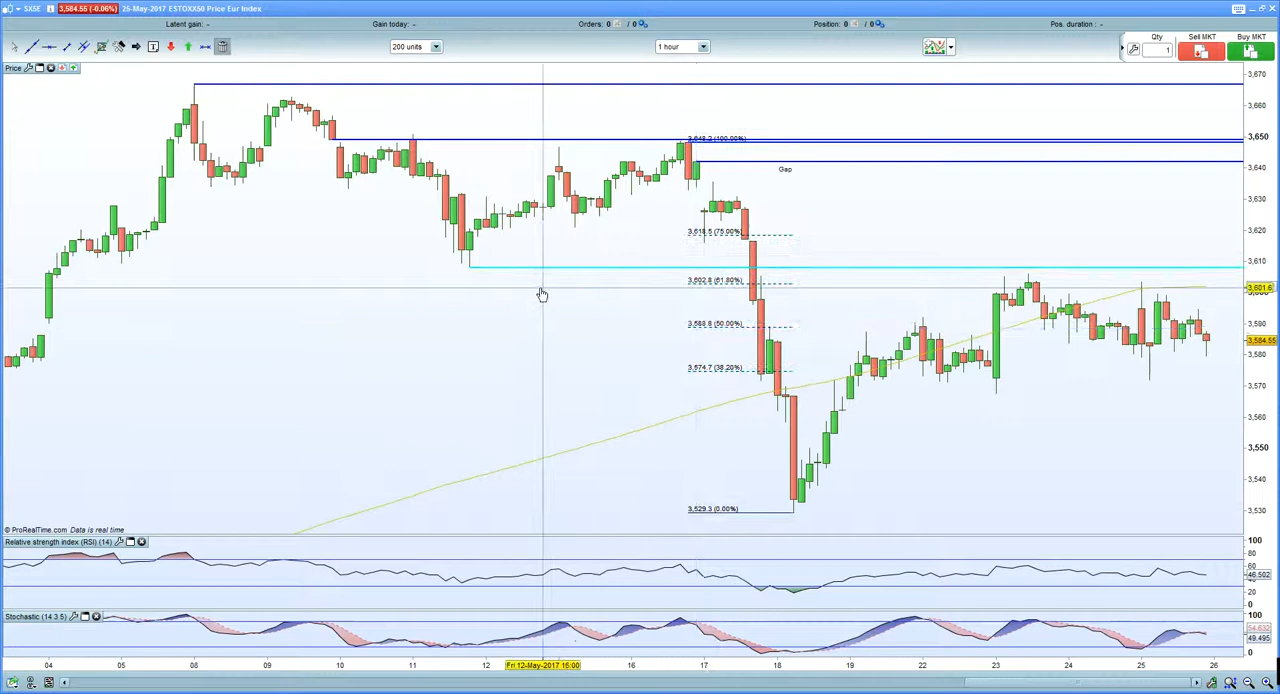 SX5E 3,584.55 (-0.06%) 25-May-2017 ESTOXX50 Price Eur Index
Latent gain: - Gain today: - Orders: 0 / 0 Position: 0 / 0 Pos. duration : -
200 units 1 hour Qty Sell MKT Buy MKT
1
Price
3,670
3,660
3,648.2 (100.00%) 3,650
Gap 3,640
3,630
3,618.5 (75.00%) 3,620
3,610
3,602.8 (61.80%)
3,601.6
3,588.8 (50.00%) 3,590
3,584.55
3,580
3,574.7 (38.20%) 3,570
3,560
3,550
3,540
3,529.3 (0.00%) 3,530
© ProRealTime.com Data is real time
Relative strength index (RSI) (14) 100
80
60
46.502
20
0
Stochastic (14 3 5) 100
54.632
49.495
0
04 05 08 09 10 11 12 Fri 12-May-2017 15:00 16 17 18 19 22 23 24 25 26